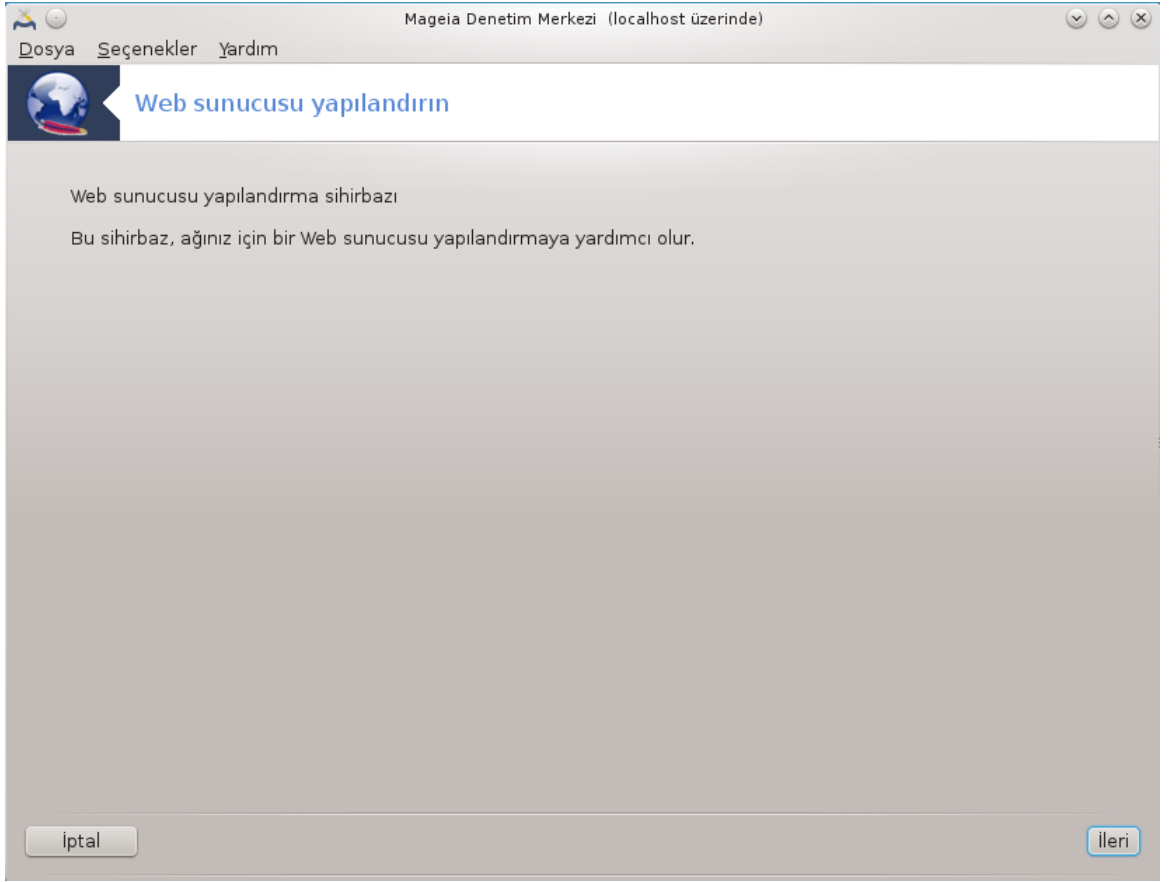 Mageia Denetim Merkezi (localhost üzerinde)
Dosya Seçenekler Yardım
Web sunucusu yapılandırın
Web sunucusu yapılandırma sihirbazı
Bu sihirbaz, ağınız için bir Web sunucusu yapılandırmaya yardımcı olur.
İptal İleri